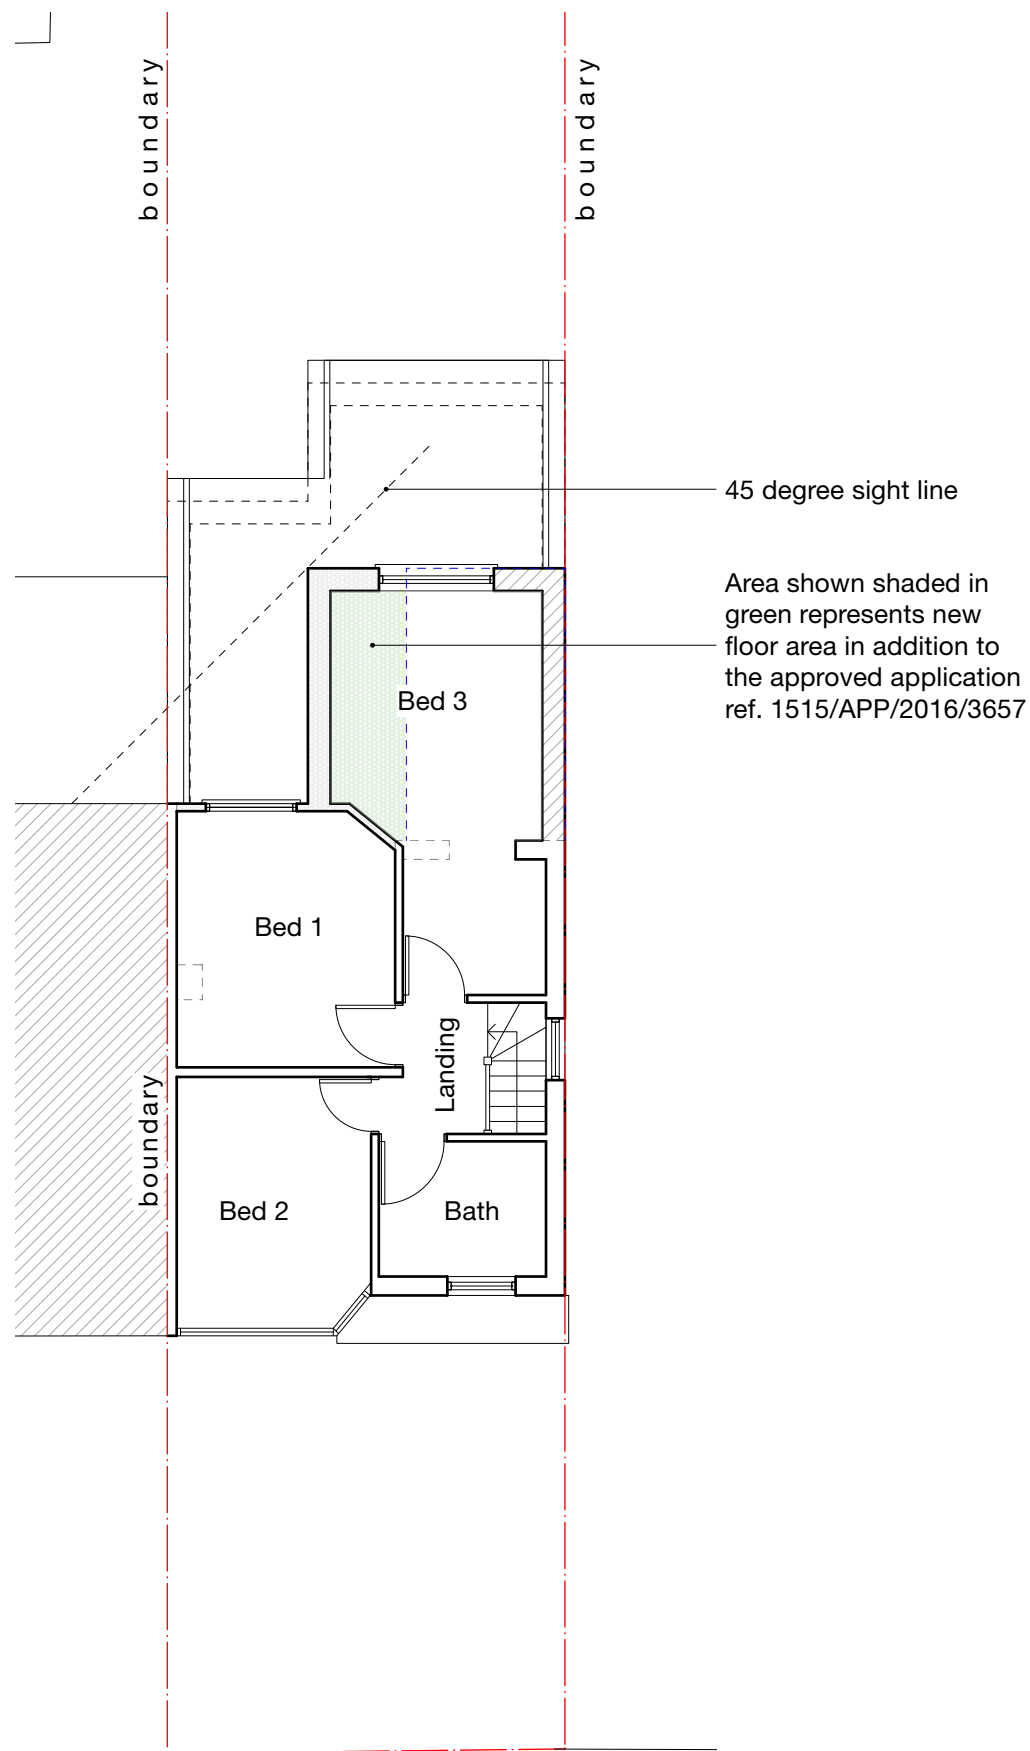 boundary
boundary
45 degree sight line
Area shown shaded in
green represents new
floor area in addition to
the approved application
ref. 1515/APP/2016/3657
Bed 3
Bed 1
Landing
boundary
Bed 2
Bath